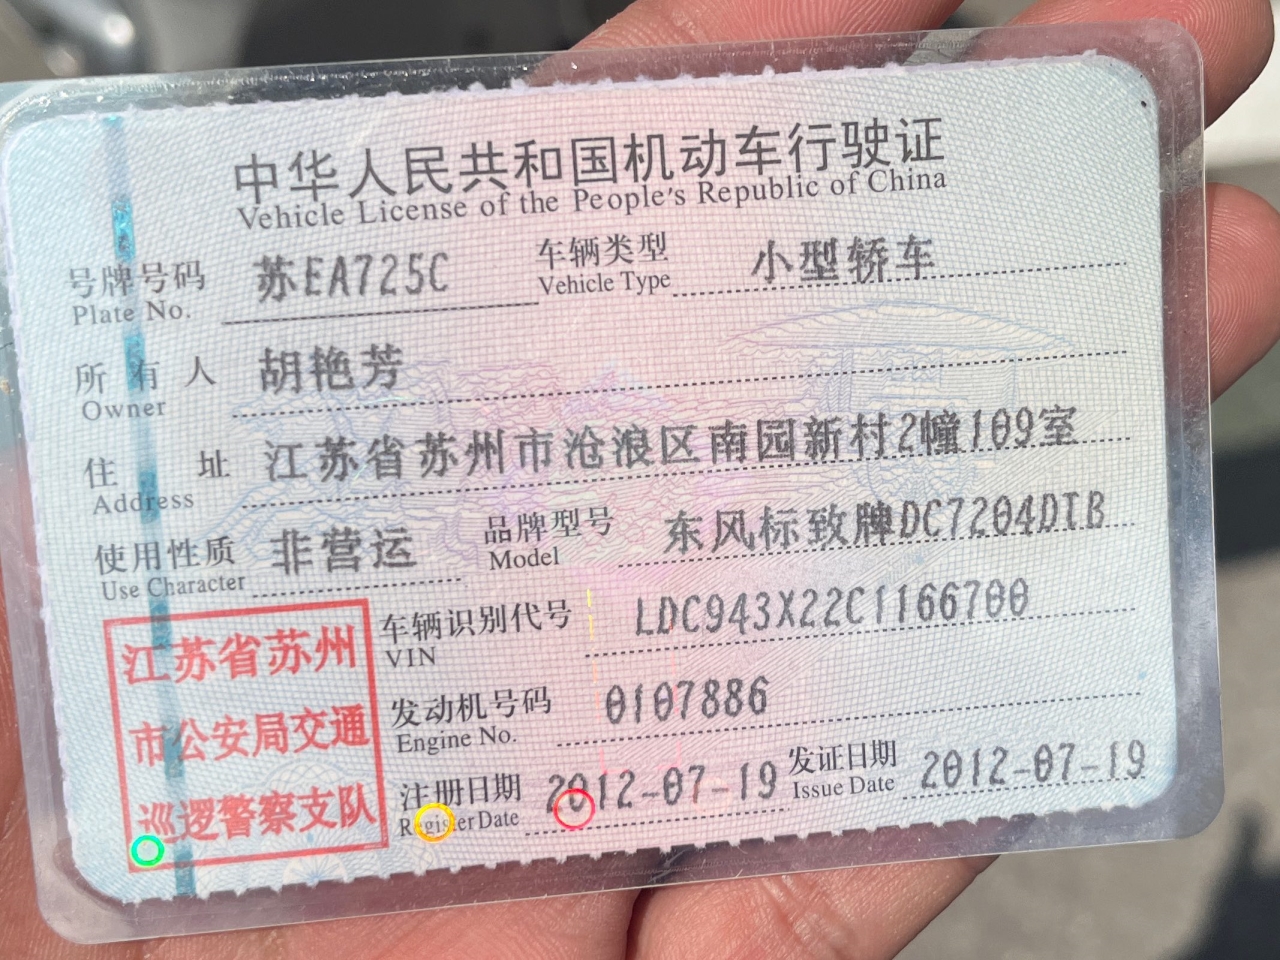 中华人民共和国机动车行驶证
Vehicle License of the People's Republic of China
号牌号码 苏EA725C 车辆类型 小型轿车
Plate No. Vehicle Type
所有人 胡艳芳
Owner
住址 江苏省苏州市沧浪区南园新村2幢109室
Address
使用性质 非营运 品牌型号 东风标致牌DC7204DTB
Use Character Model
车辆识别代号 LDC943X22C1166700
VIN
发动机号码 0107886
Engine No.
注册日期 2012-07-19 发证日期 2012-07-19
Register Date Issue Date
江苏省苏州
市公安局交通
巡逻警察支队